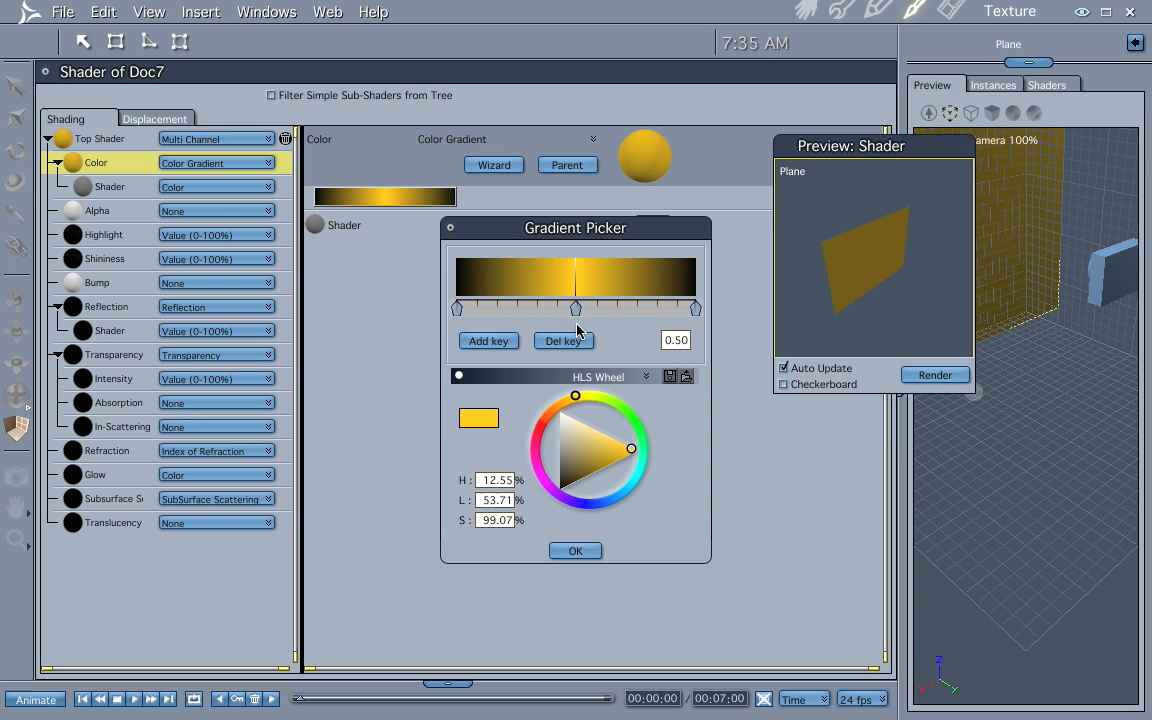 File Edit View Insert Windows Web Help Texture
7:35 AM
Plane
Shader of Doc7
Filter Simple Sub-Shaders from Tree
Preview Instances Shaders
Shading Displacement
Top Shader Multi Channel
Color Color Gradient
Shader Color
Alpha None
Highlight Value (0-100%)
Shininess Value (0-100%)
Bump None
Reflection Reflection
Shader Value (0-100%)
Transparency Transparency
Intensity Value (0-100%)
Absorption None
In-Scattering None
Refraction Index of Refraction
Glow Color
Subsurface S SubSurface Scattering
Translucency None
Color Color Gradient
Wizard Parent
Shader
Gradient Picker
Add key Del key 0.50
HLS Wheel
H : 12.55%
L : 53.71%
S : 99.07%
OK
amera 100%
Preview: Shader
Plane
Auto Update
Checkerboard
Render
Z
Y
Y
Animate 00:00:00 / 00:07:00 Time 24 fps